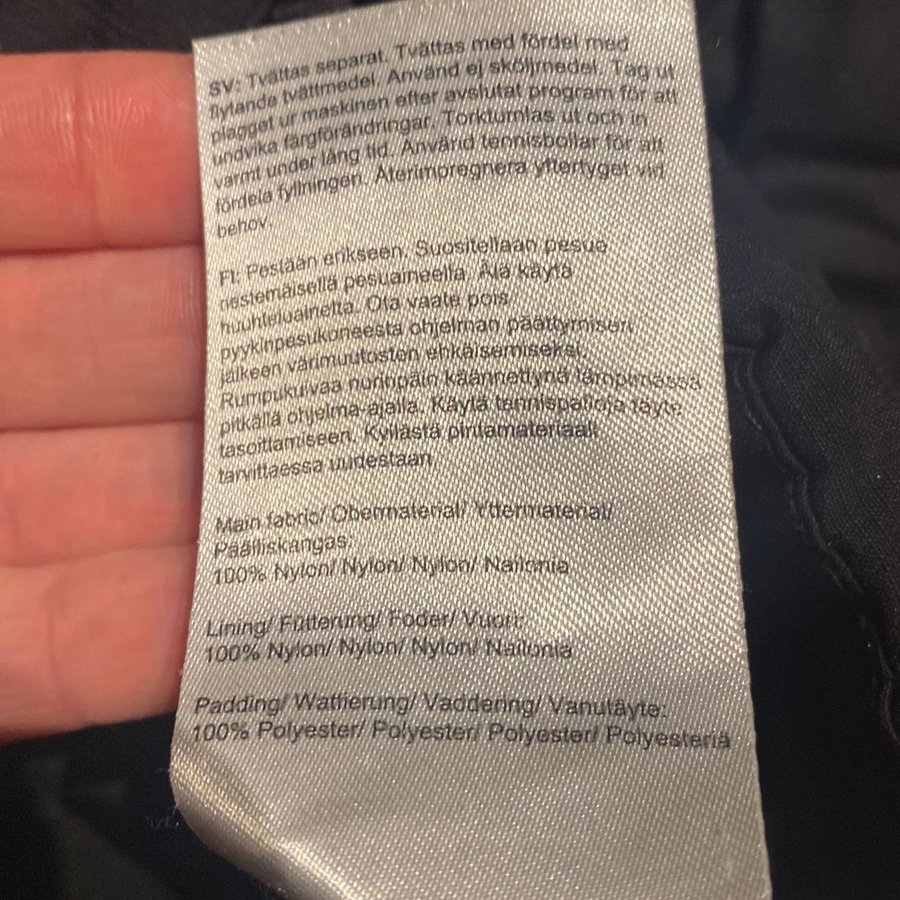 SV: Tvättas separat. Tvättas med fördel med
flytande tvättmedel. Använd ej sköljmedel. Tag ut
plagget ur maskinen efter avslutat program för att
undvika färgförändringar. Torktumlas ut och in
varmt under lång tid. Använd tennisbollar för att
fördela fyllningen. Återimpregnera yttertyget vid
behov.
FI: Pestään erikseen. Suositellaan pesua
nestemäisellä pesuaineella. Älä käytä
huuhteluainetta. Ota vaate pois
pyykinpesukoneesta ohjelman päättymisen
jälkeen värimuutosten ehkäisemiseksi.
Rumpukuivaa nurinpäin käännettynä lämpimässä
pitkällä ohjelma-ajalla. Käytä tennispalloja täyte
tasoittamiseen. Kyllästä pintamateriaali
tarvittaessa uudestaan.
Main fabric/ Obermaterial/ Yttermaterial/
Päälliskangas:
100% Nylon/ Nylon/ Nylon/ Nailonia
Lining/ Fütterung/ Foder/ Vuori:
100% Nylon/ Nylon/ Nylon/ Nailonia
Padding/ Wattierung/ Vaddering/ Vanutäyte:
100% Polyester/ Polyester/ Polyester/ Polyesteriä